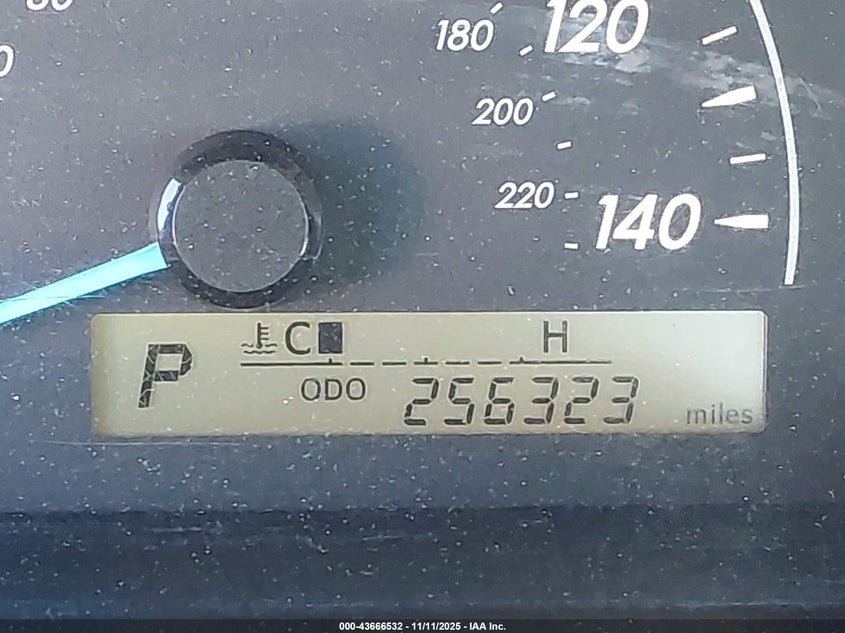 180 120
200
220 140
C H
P ODO 256323 miles
000-43666532 - 11/11/2025 - IAA Inc.